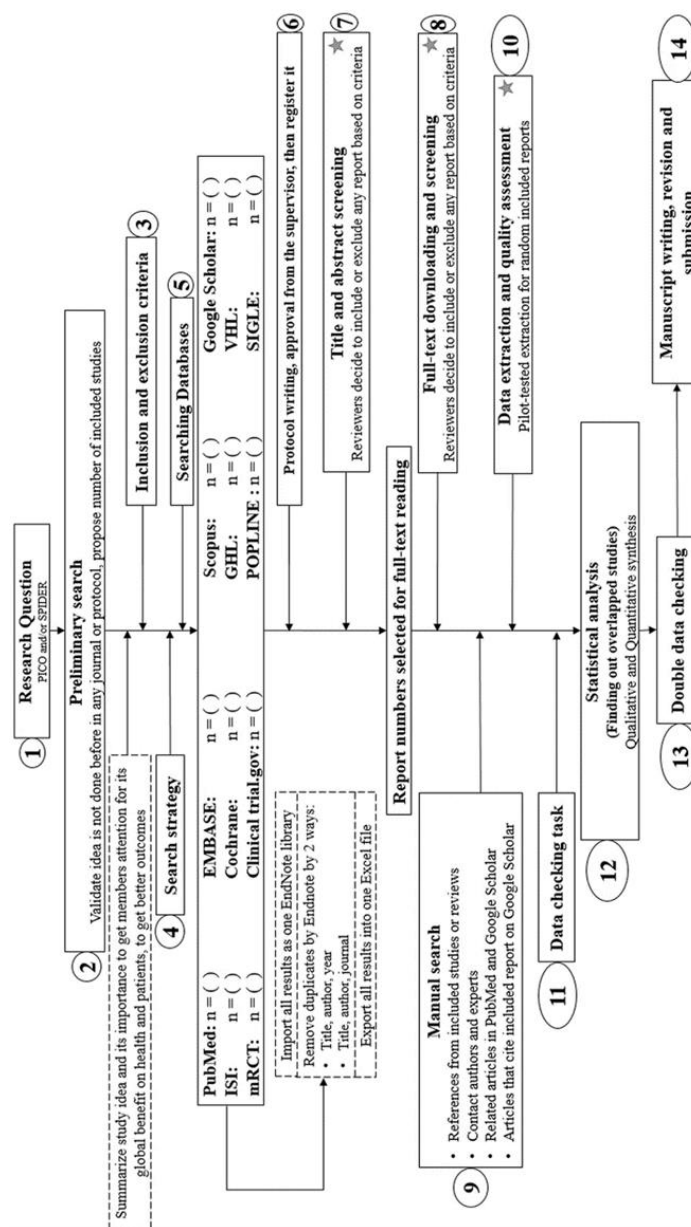 1
Research Question
PICO and/or SPIDER
2
Preliminary search
Validate idea is not done before in any journal or protocol, propose number of included studies
Summarize study idea and its importance to get members attention for its
global benefit on health and patients, to get better outcomes
Inclusion and exclusion criteria
3
4
Search strategy
Searching Databases
5
PubMed: n = ( ) EMBASE: n = ( ) Scopus: n = ( ) Google Scholar: n = ( )
ISI: n = ( ) Cochrane: n = ( ) GHL: n = ( ) VHL: n = ( )
mRCT: n = ( ) Clinical trial.gov: n = ( ) POPLINE : n = ( ) SIGLE: n = ( )
Import all results as one EndNote library
Remove duplicates by Endnote by 2 ways:
• Title, author, year
• Title, author, journal
Export all results into one Excel file
Protocol writing, approval from the supervisor, then register it
6
Title and abstract screening
7
Reviewers decide to include or exclude any report based on criteria
Report numbers selected for full-text reading
Full-text downloading and screening
8
Reviewers decide to include or exclude any report based on criteria
9
Manual search
• References from included studies or reviews
• Contact authors and experts
• Related articles in PubMed and Google Scholar
• Articles that cite included report on Google Scholar
Data extraction and quality assessment
10
Pilot-tested extraction for random included reports
11
Data checking task
12
Statistical analysis
(Finding out overlapped studies)
Qualitative and Quantitative synthesis
13
Double data checking
Manuscript writing, revision and
submission
14